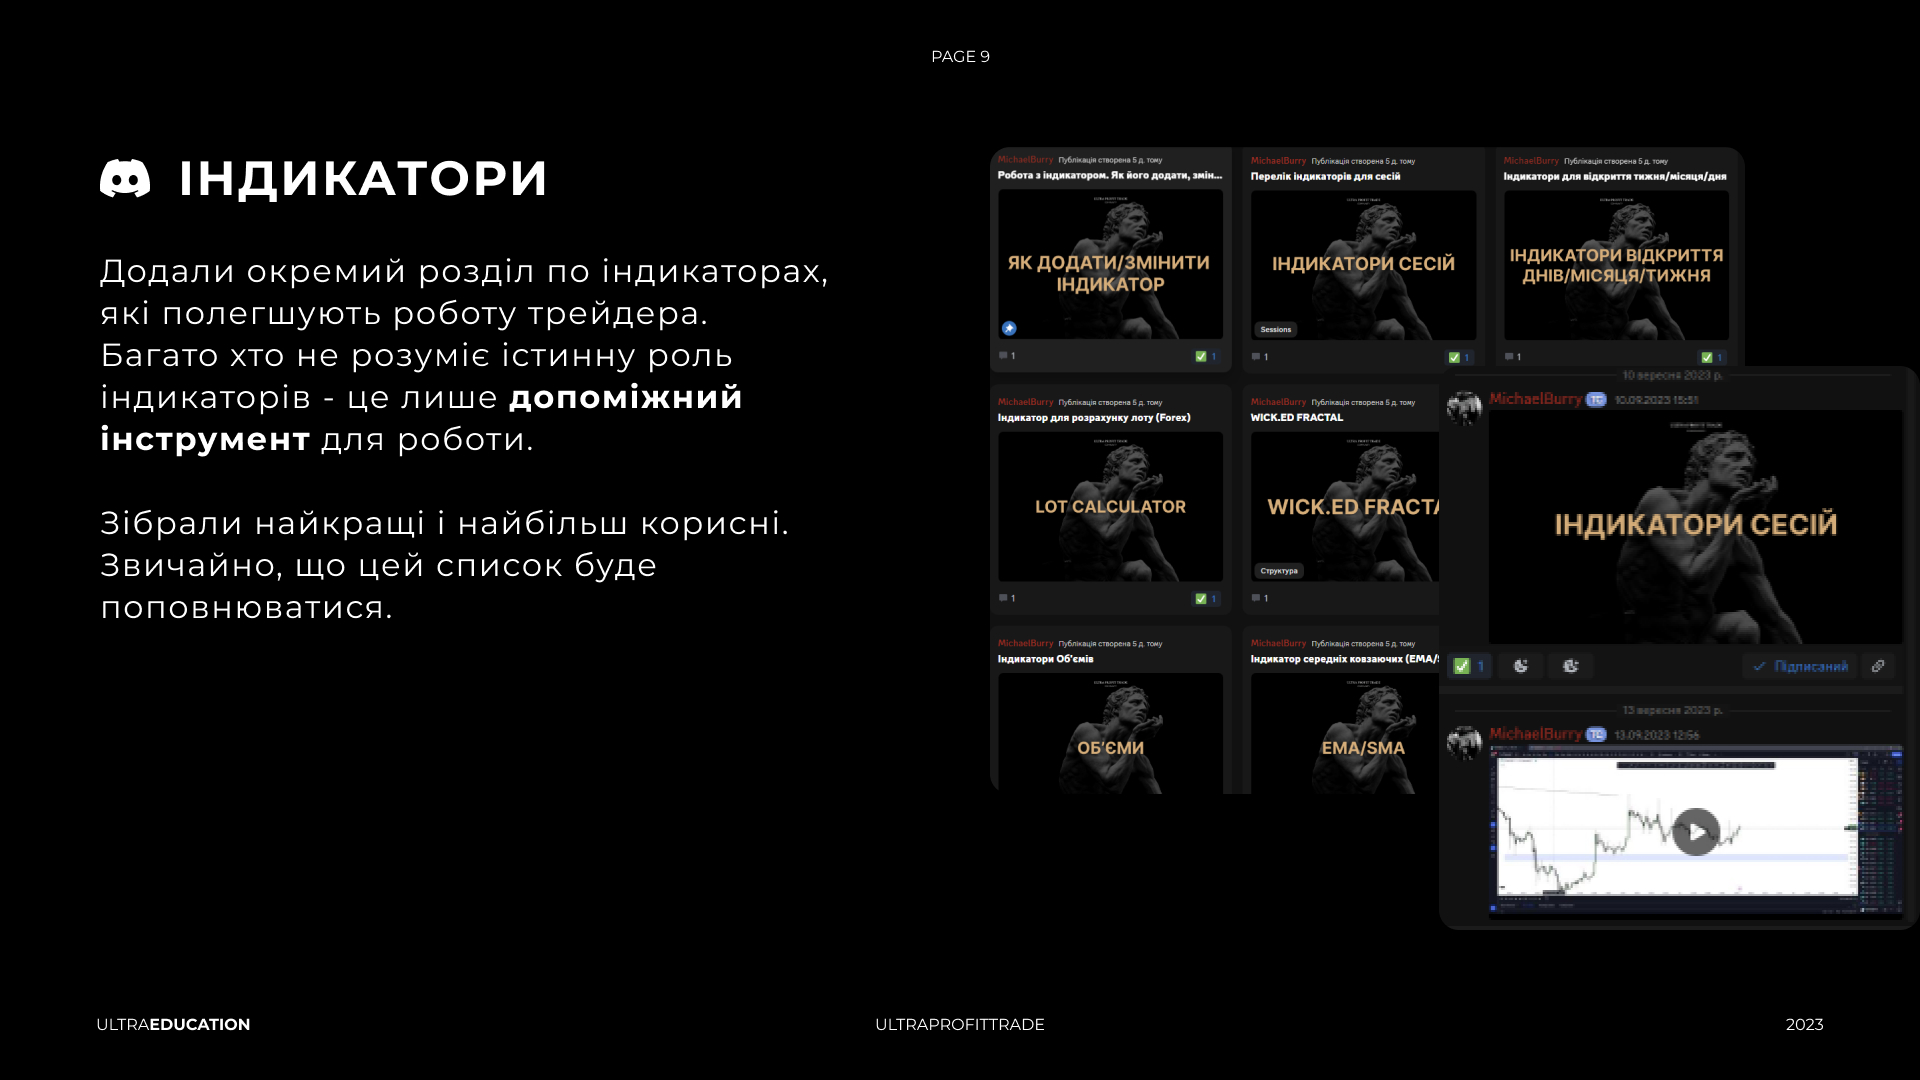 PAGE 9
ІНДИКАТОРИ
Додали окремий розділ по індикаторах,
які полегшують роботу трейдера.
Багато хто не розуміє істинну роль
індикаторів - це лише допоміжний
інструмент для роботи.
Зібрали найкращі і найбільш корисні.
Звичайно, що цей список буде
поповнюватися.
MichaelBurry Публікація створена 5 д. тому
Робота з індикатором. Як його додати, змін...
ЯК ДОДАТИ/ЗМІНИТИ
ІНДИКАТОР
1
1
MichaelBurry Публікація створена 5 д. тому
Перелік індикаторів для сесій
ІНДИКАТОРИ СЕСІЙ
Sessions
1
1
MichaelBurry Публікація створена 5 д. тому
Індикатори для відкриття тижня/місяця/дня
ІНДИКАТОРИ ВІДКРИТТЯ
ДНІВ/МІСЯЦЯ/ТИЖНЯ
1
1
MichaelBurry Публікація створена 5 д. тому
Індикатор для розрахунку лоту (Forex)
LOT CALCULATOR
1
1
MichaelBurry Публікація створена 5 д. тому
WICK.ED FRACTAL
WICK.ED FRACTA
Структура
1
MichaelBurry Публікація створена 5 д. тому
Індикатори Об'ємів
ОБ'ЄМИ
MichaelBurry Публікація створена 5 д. тому
Індикатор середніх ковзаючих (EMA/S
EMA/SMA
10 вересня 2023 р.
MichaelBurry TC 10.09.2023 15:51
ІНДИКАТОРИ СЕСІЙ
1
Підписаний
13 вересня 2023 р.
MichaelBurry TC 13.09.2023 12:56
ULTRAEDUCATION
ULTRAPROFITTRADE
2023